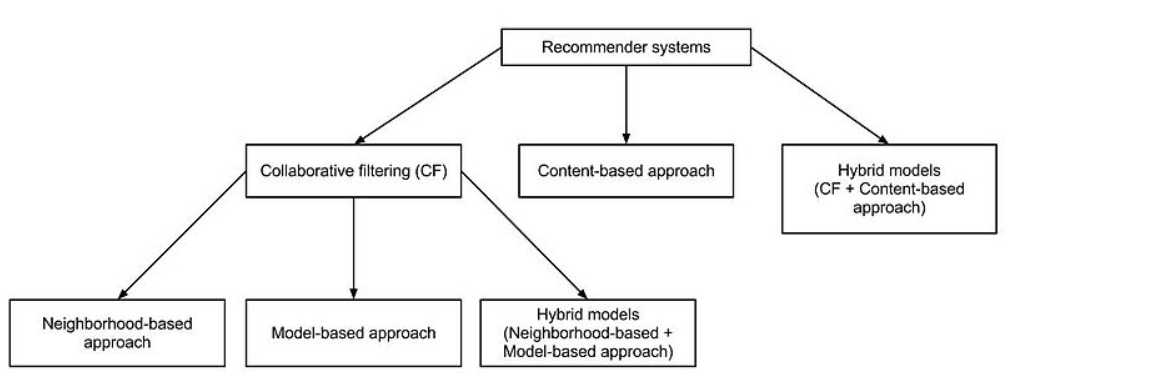 Recommender systems
Collaborative filtering (CF)
Content-based approach
Hybrid models
(CF + Content-based
approach)
Neighborhood-based
approach
Model-based approach
Hybrid models
(Neighborhood-based +
Model-based approach)